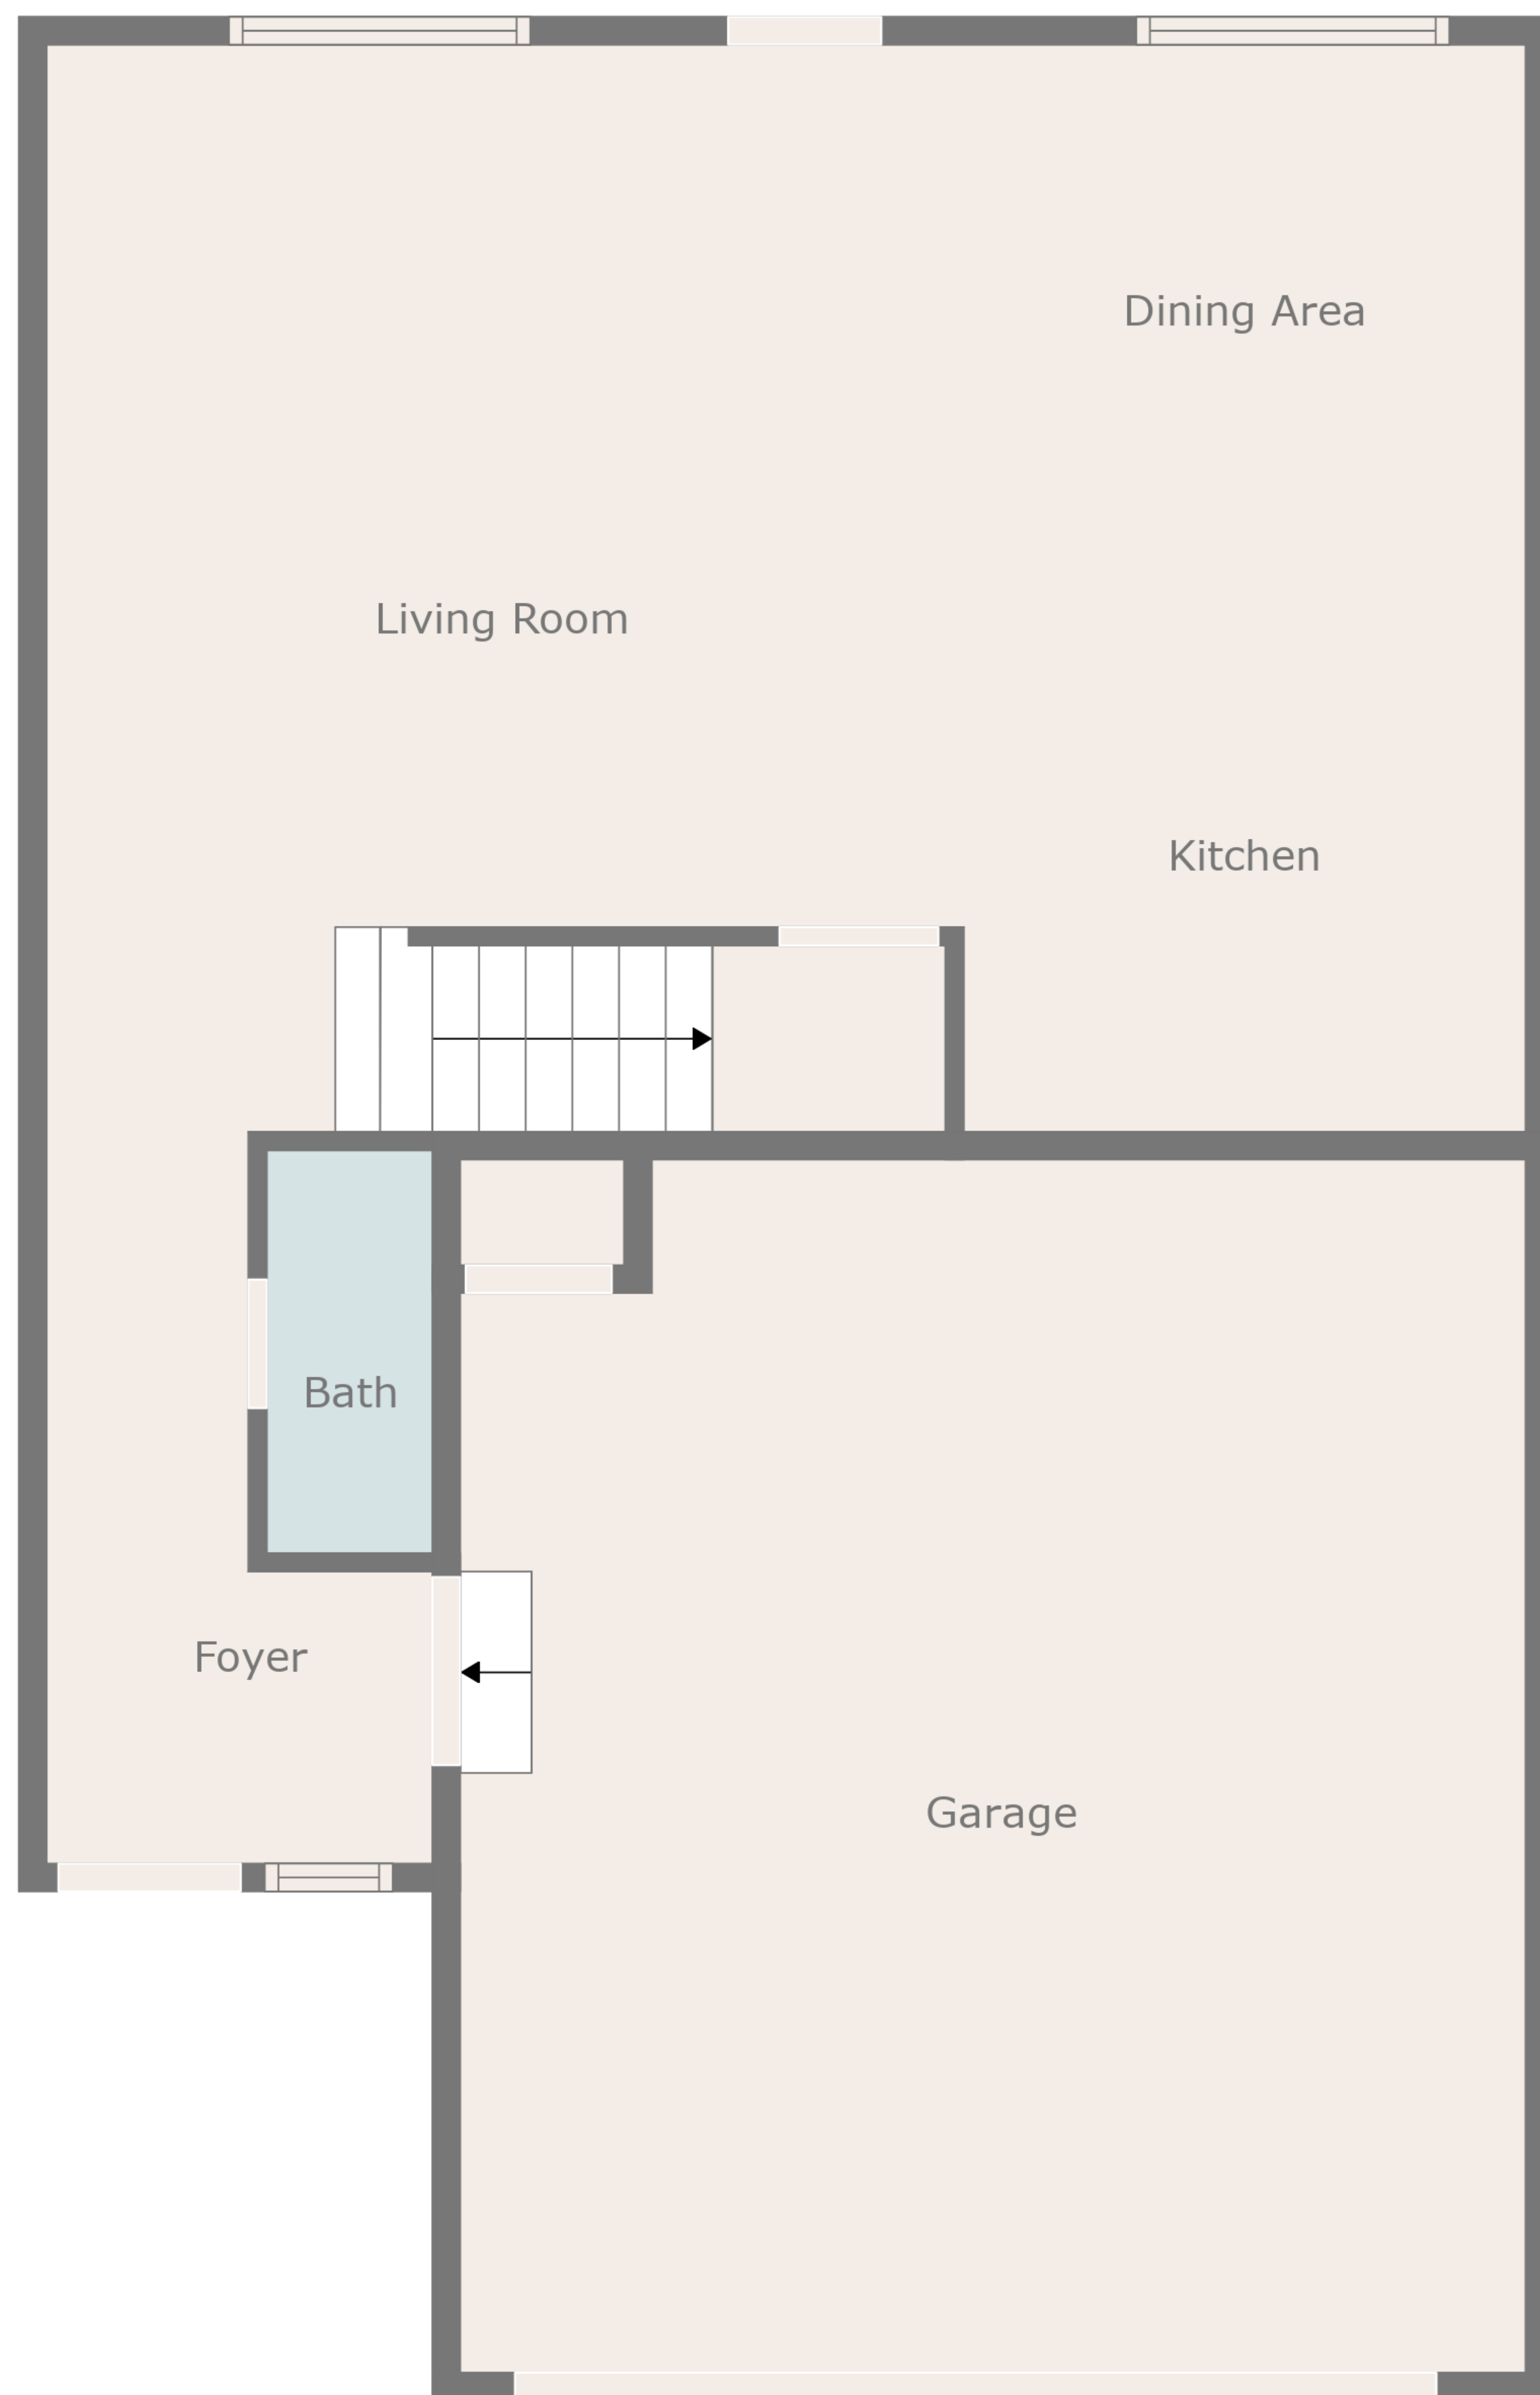 Dining Area
Living Room
Kitchen
Bath
Foyer
Garage